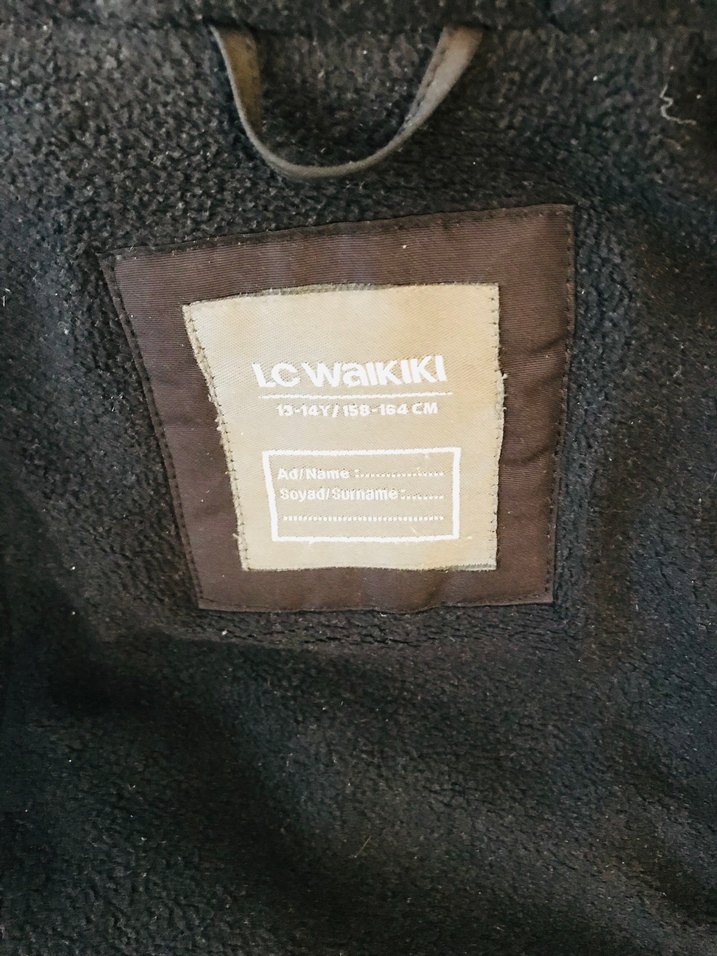 LC WAIKIKI
13-14Y/158-164 CM
Ad/Name :................
Soyad/Surname :.......
.................................